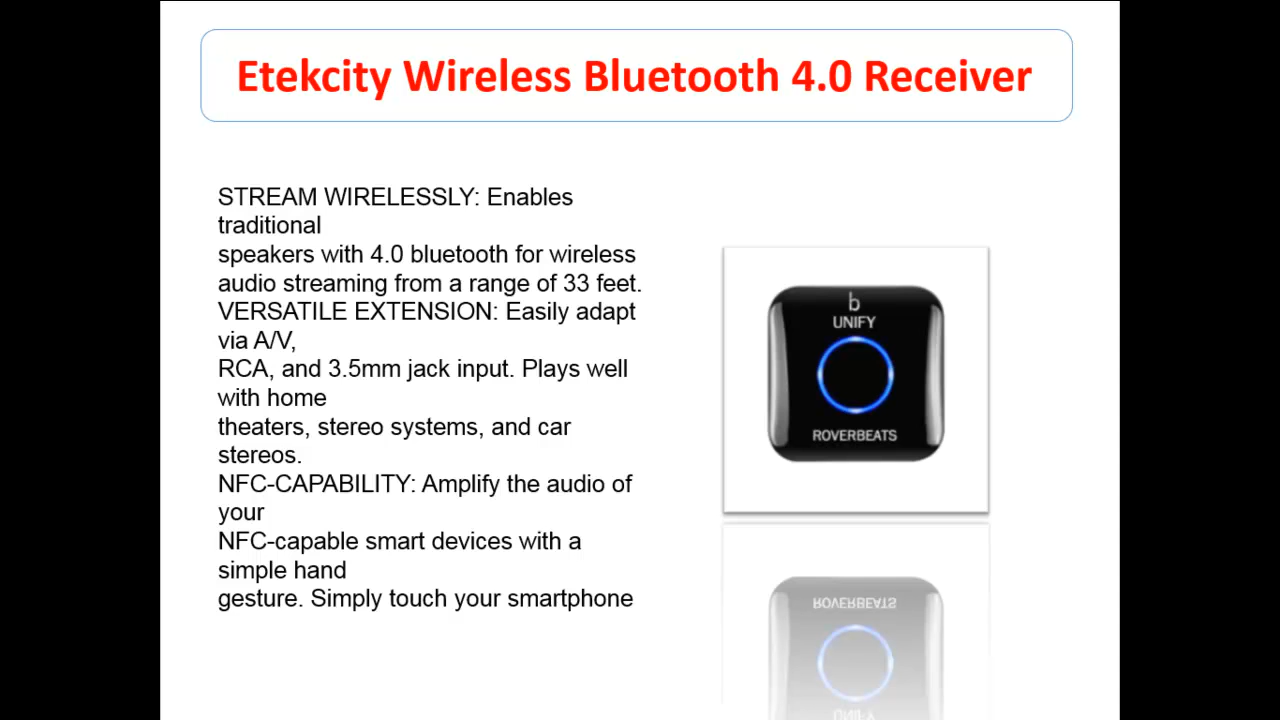 Etekcity Wireless Bluetooth 4.0 Receiver
STREAM WIRELESSLY: Enables
traditional
speakers with 4.0 bluetooth for wireless
audio streaming from a range of 33 feet.
VERSATILE EXTENSION: Easily adapt
via A/V,
RCA, and 3.5mm jack input. Plays well
with home
theaters, stereo systems, and car
stereos.
NFC-CAPABILITY: Amplify the audio of
your
NFC-capable smart devices with a
simple hand
gesture. Simply touch your smartphone
b
UNIFY
ROVERBEATS
ROVERBEATS
UNIFY